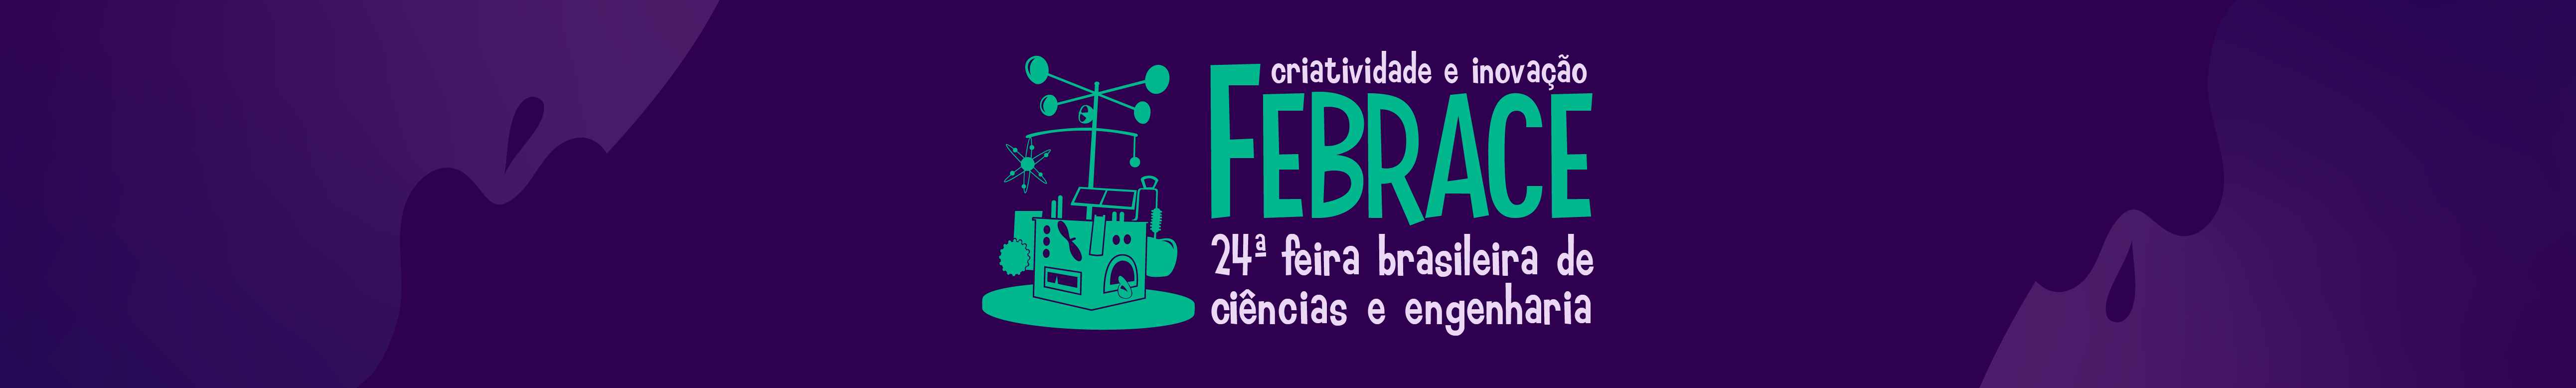 criatividade e inovação
FEBRACE
24ª feira brasileira de
ciências e engenharia